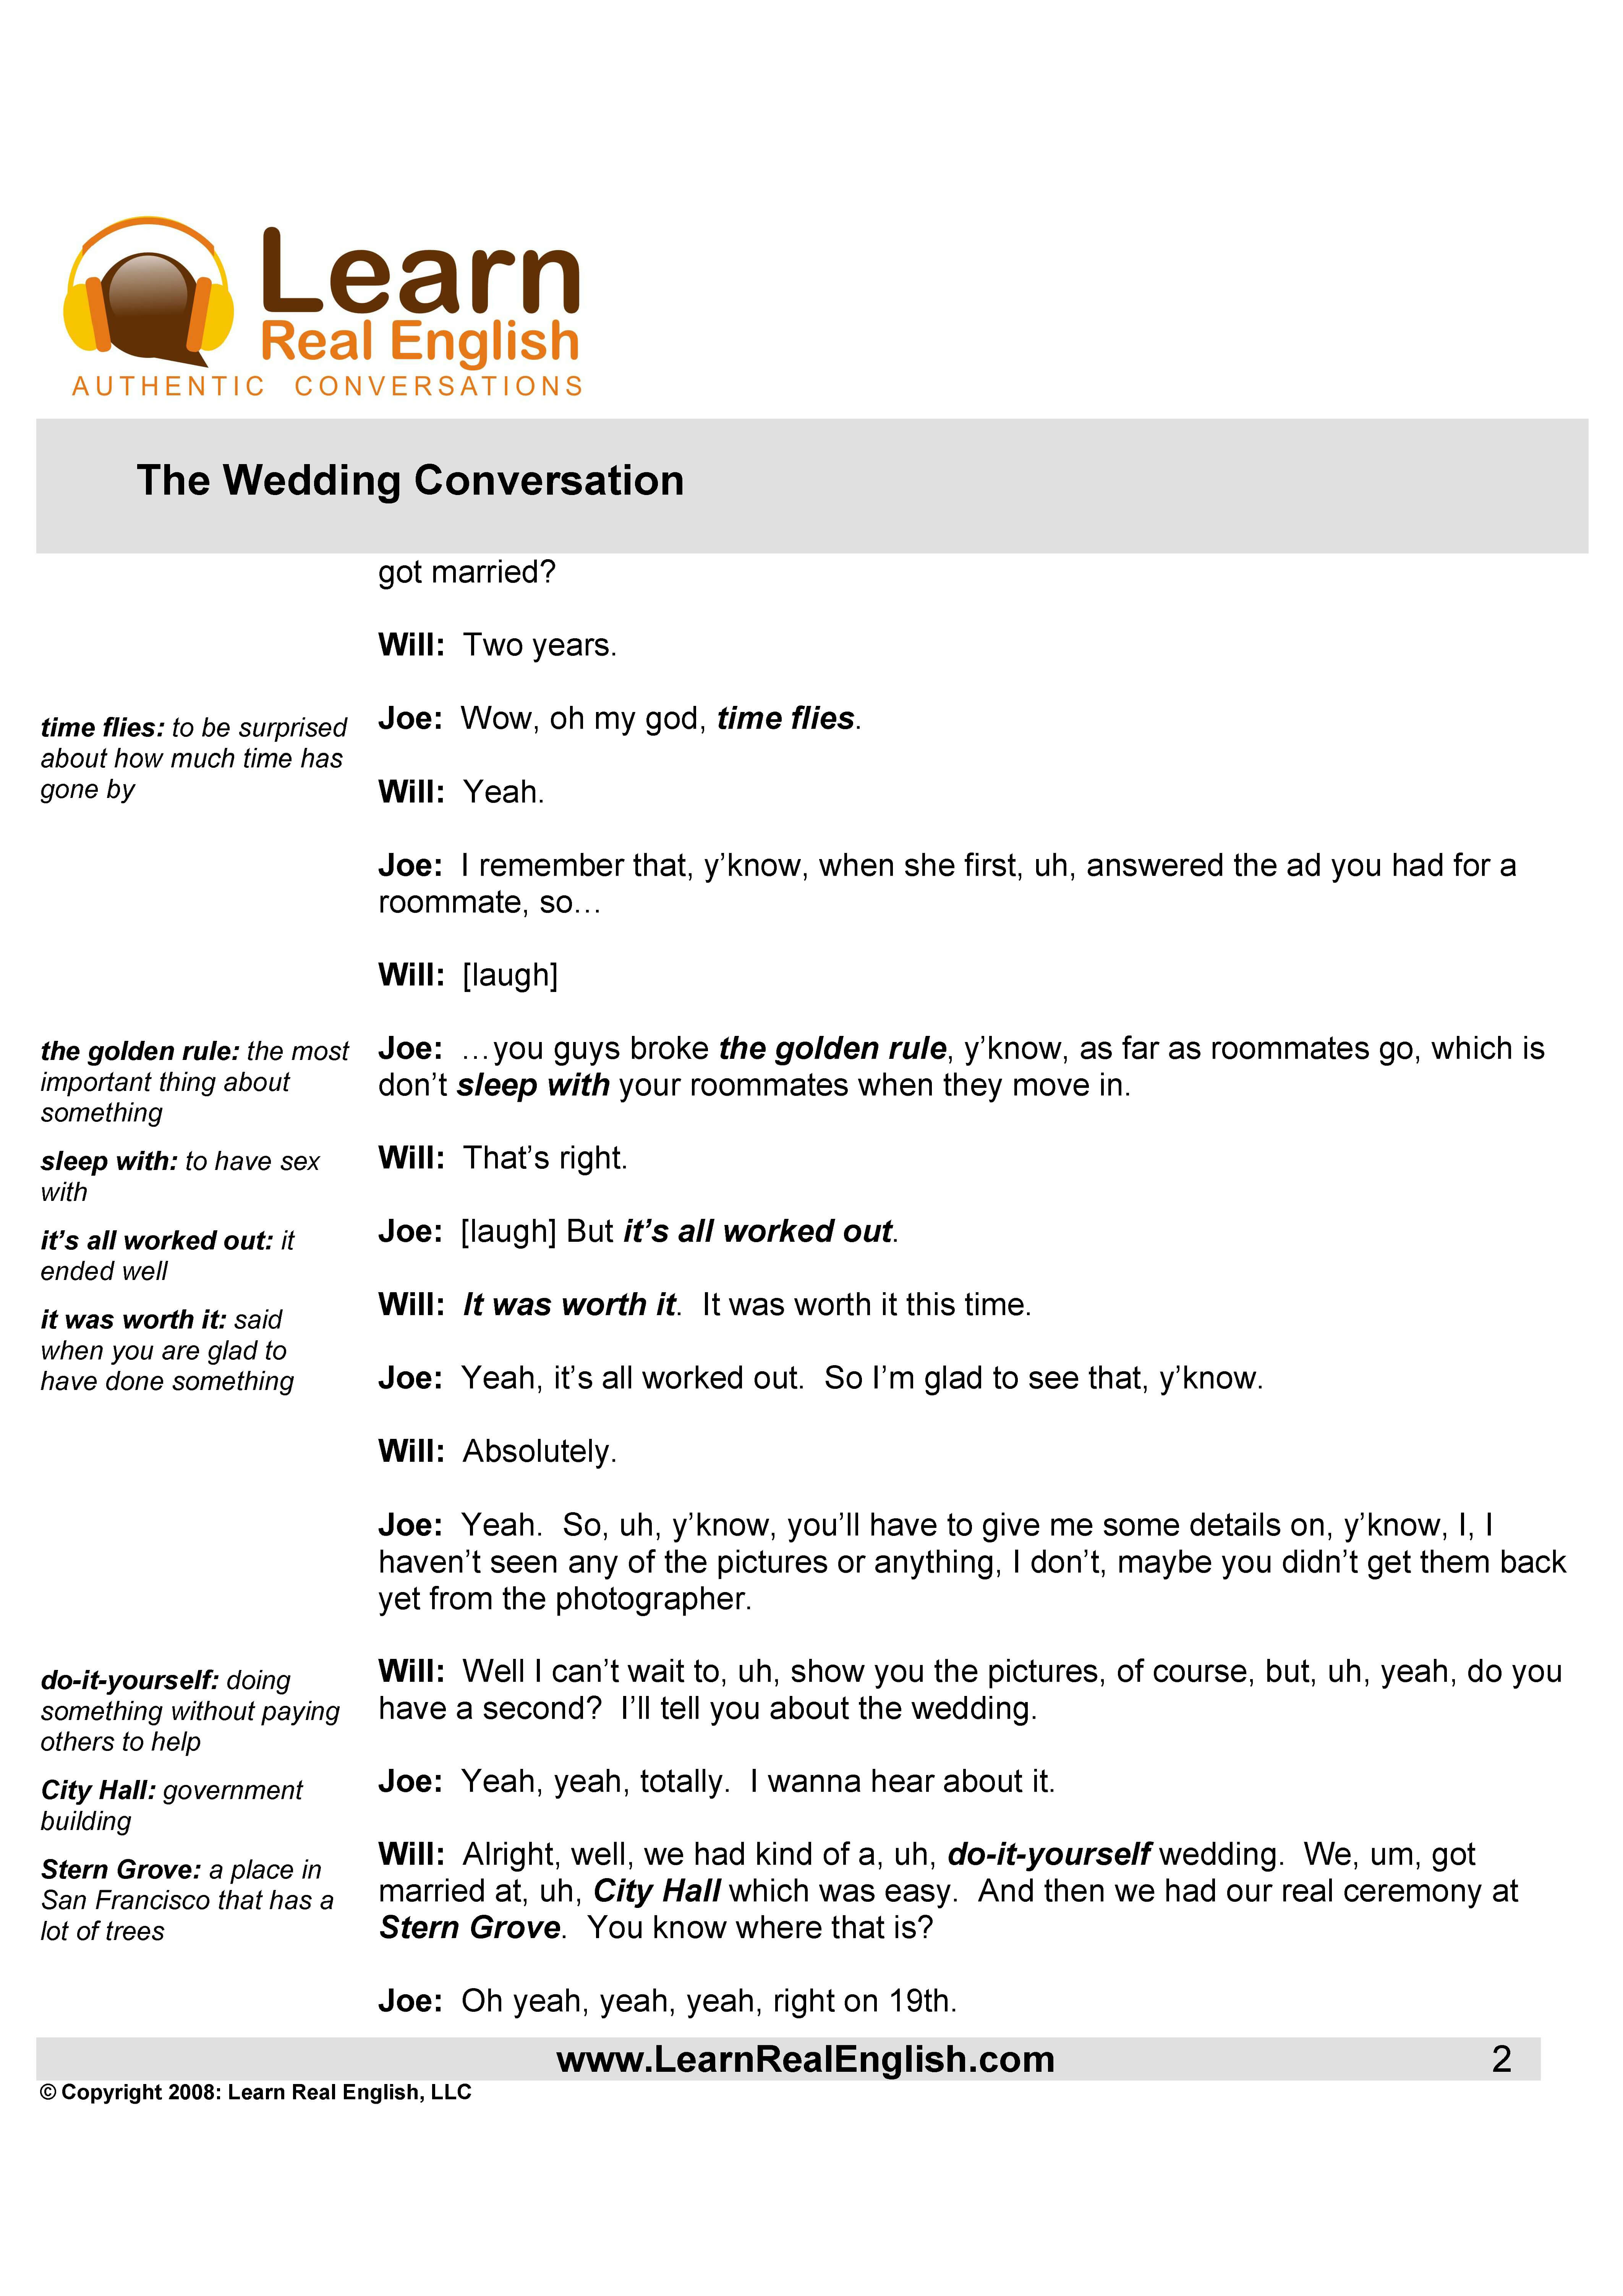 Learn
Real English
AUTHENTIC CONVERSATIONS
The Wedding Conversation
got married?
Will: Two years.
time flies: to be surprised
about how much time has
gone by
Joe: Wow, oh my god, time flies.
Will: Yeah.
Joe: I remember that, y’know, when she first, uh, answered the ad you had for a
roommate, so…
Will: [laugh]
the golden rule: the most
important thing about
something
Joe: …you guys broke the golden rule, y’know, as far as roommates go, which is
don’t sleep with your roommates when they move in.
sleep with: to have sex
with
Will: That’s right.
it’s all worked out: it
ended well
Joe: [laugh] But it’s all worked out.
it was worth it: said
when you are glad to
have done something
Will: It was worth it. It was worth it this time.
Joe: Yeah, it’s all worked out. So I’m glad to see that, y’know.
Will: Absolutely.
Joe: Yeah. So, uh, y’know, you’ll have to give me some details on, y’know, I, I
haven’t seen any of the pictures or anything, I don’t, maybe you didn’t get them back
yet from the photographer.
Will: Well I can’t wait to, uh, show you the pictures, of course, but, uh, yeah, do you
have a second? I’ll tell you about the wedding.
do-it-yourself: doing
something without paying
others to help
Joe: Yeah, yeah, totally. I wanna hear about it.
City Hall: government
building
Stern Grove: a place in
San Francisco that has a
lot of trees
Will: Alright, well, we had kind of a, uh, do-it-yourself wedding. We, um, got
married at, uh, City Hall which was easy. And then we had our real ceremony at
Stern Grove. You know where that is?
Joe: Oh yeah, yeah, yeah, right on 19th.
www.LearnRealEnglish.com 2
© Copyright 2008: Learn Real English, LLC